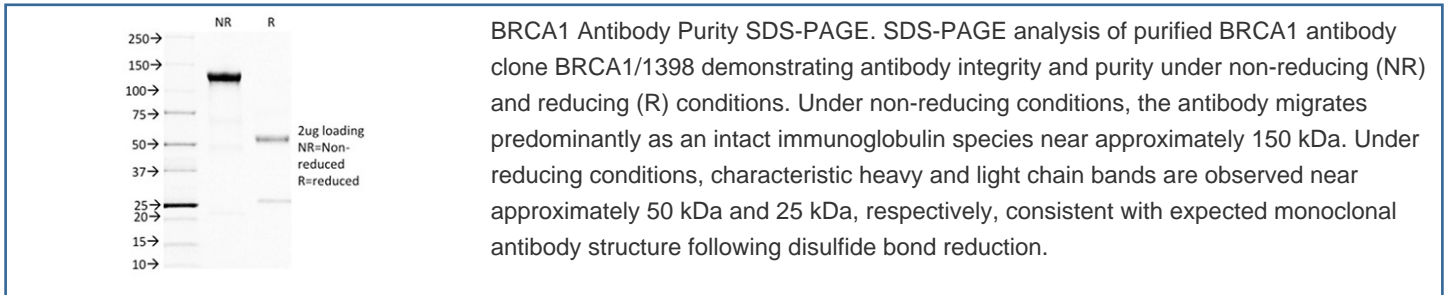 NR R
250→
150→
100→
75→
50→
37→
25→
20→
15→
10→
2ug loading
NR=Non-
reduced
R=reduced
BRCA1 Antibody Purity SDS-PAGE. SDS-PAGE analysis of purified BRCA1 antibody
clone BRCA1/1398 demonstrating antibody integrity and purity under non-reducing (NR)
and reducing (R) conditions. Under non-reducing conditions, the antibody migrates
predominantly as an intact immunoglobulin species near approximately 150 kDa. Under
reducing conditions, characteristic heavy and light chain bands are observed near
approximately 50 kDa and 25 kDa, respectively, consistent with expected monoclonal
antibody structure following disulfide bond reduction.